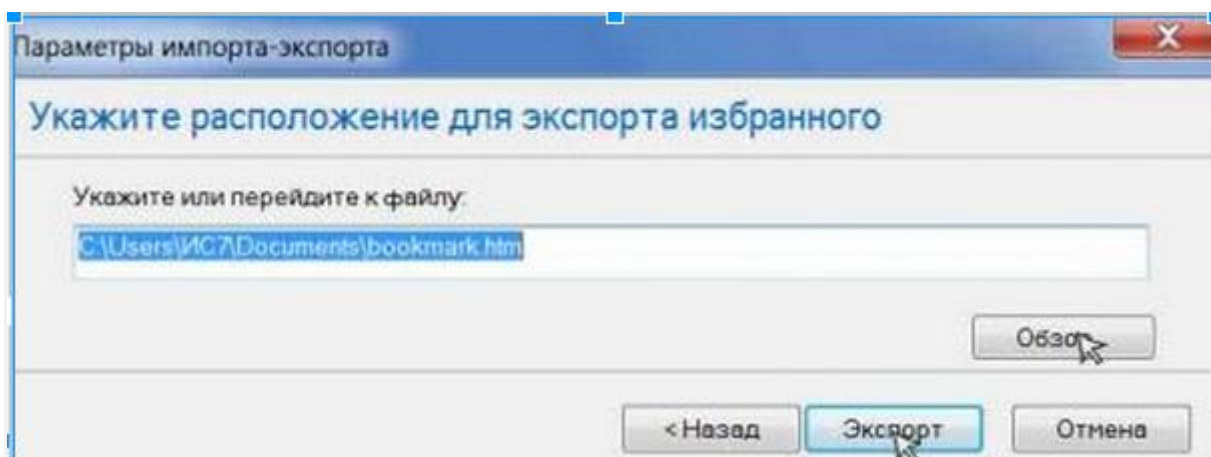 Параметры импорта-экспорта
Укажите расположение для экспорта избранного
Укажите или перейдите к файлу:
C:\Users\ИС7\Documents\bookmark.htm
Обзор
< Назад
Экспорт
Отмена